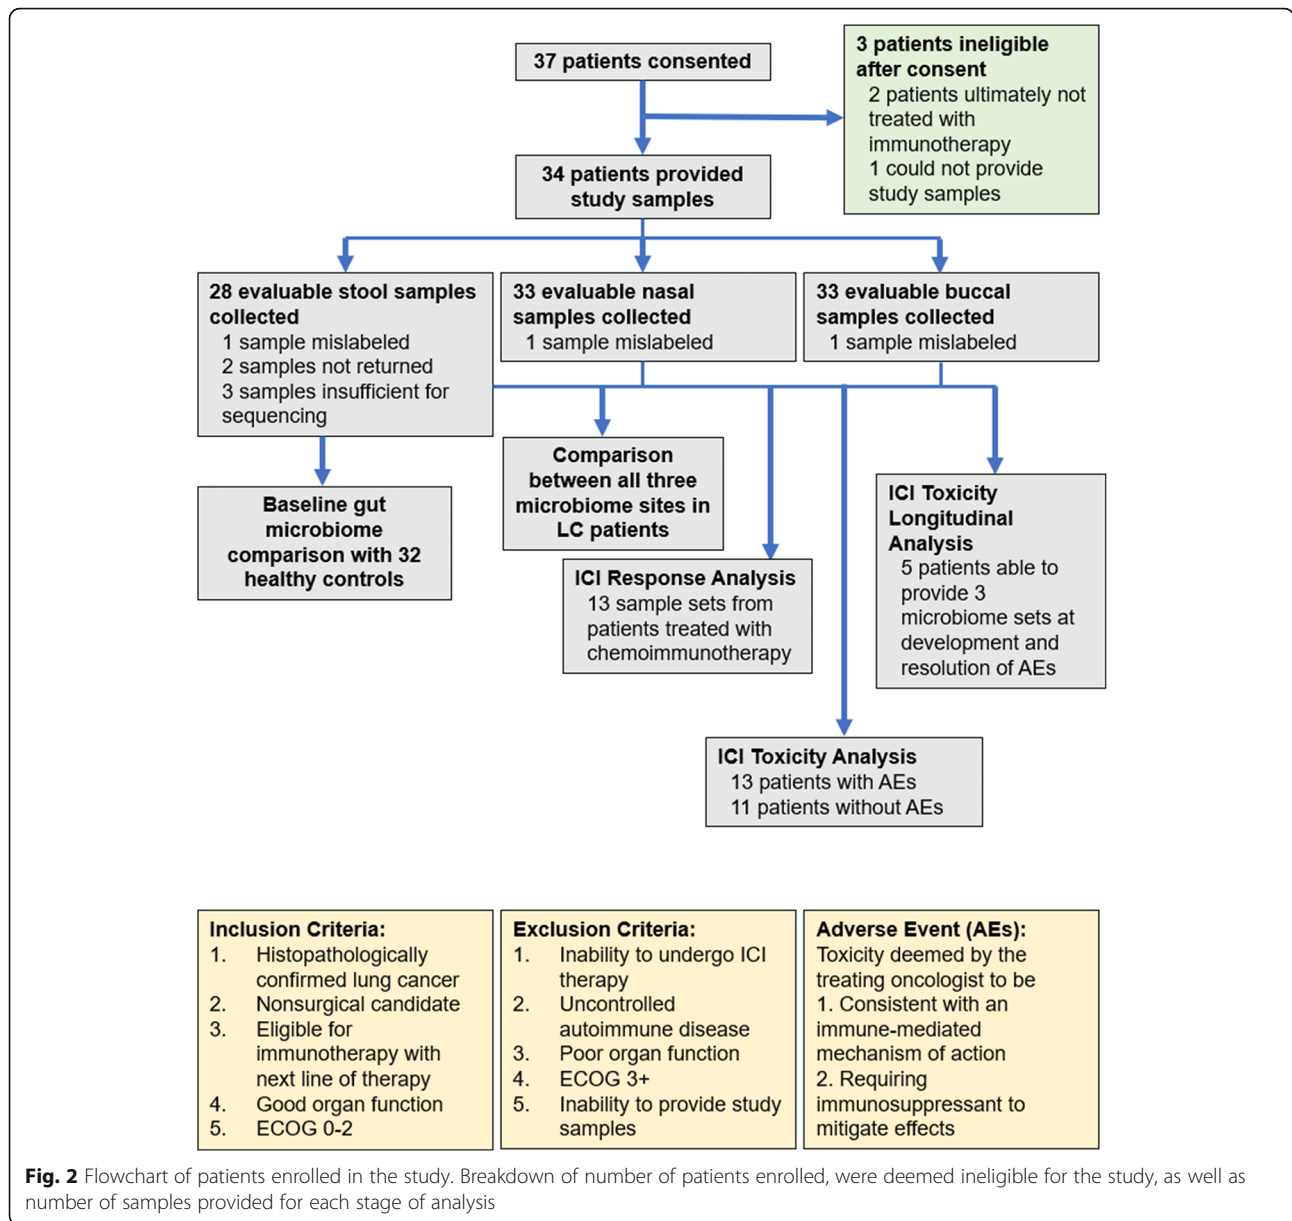 37 patients consented
3 patients ineligible
after consent
2 patients ultimately not
treated with
immunotherapy
1 could not provide
study samples
34 patients provided
study samples
28 evaluable stool samples
collected
1 sample mislabeled
2 samples not returned
3 samples insufficient for
sequencing
33 evaluable nasal
samples collected
1 sample mislabeled
33 evaluable buccal
samples collected
1 sample mislabeled
Baseline gut
microbiome
comparison with 32
healthy controls
Comparison
between all three
microbiome sites in
LC patients
ICI Response Analysis
13 sample sets from
patients treated with
chemoimmunotherapy
ICI Toxicity
Longitudinal
Analysis
5 patients able to
provide 3
microbiome sets at
development and
resolution of AEs
ICI Toxicity Analysis
13 patients with AEs
11 patients without AEs
Inclusion Criteria:
1. Histopathologically
confirmed lung cancer
2. Nonsurgical candidate
3. Eligible for
immunotherapy with
next line of therapy
4. Good organ function
5. ECOG 0-2
Exclusion Criteria:
1. Inability to undergo ICI
therapy
2. Uncontrolled
autoimmune disease
3. Poor organ function
4. ECOG 3+
5. Inability to provide study
samples
Adverse Event (AEs):
Toxicity deemed by the
treating oncologist to be
1. Consistent with an
immune-mediated
mechanism of action
2. Requiring
immunosuppressant to
mitigate effects
Fig. 2 Flowchart of patients enrolled in the study. Breakdown of number of patients enrolled, were deemed ineligible for the study, as well as
number of samples provided for each stage of analysis